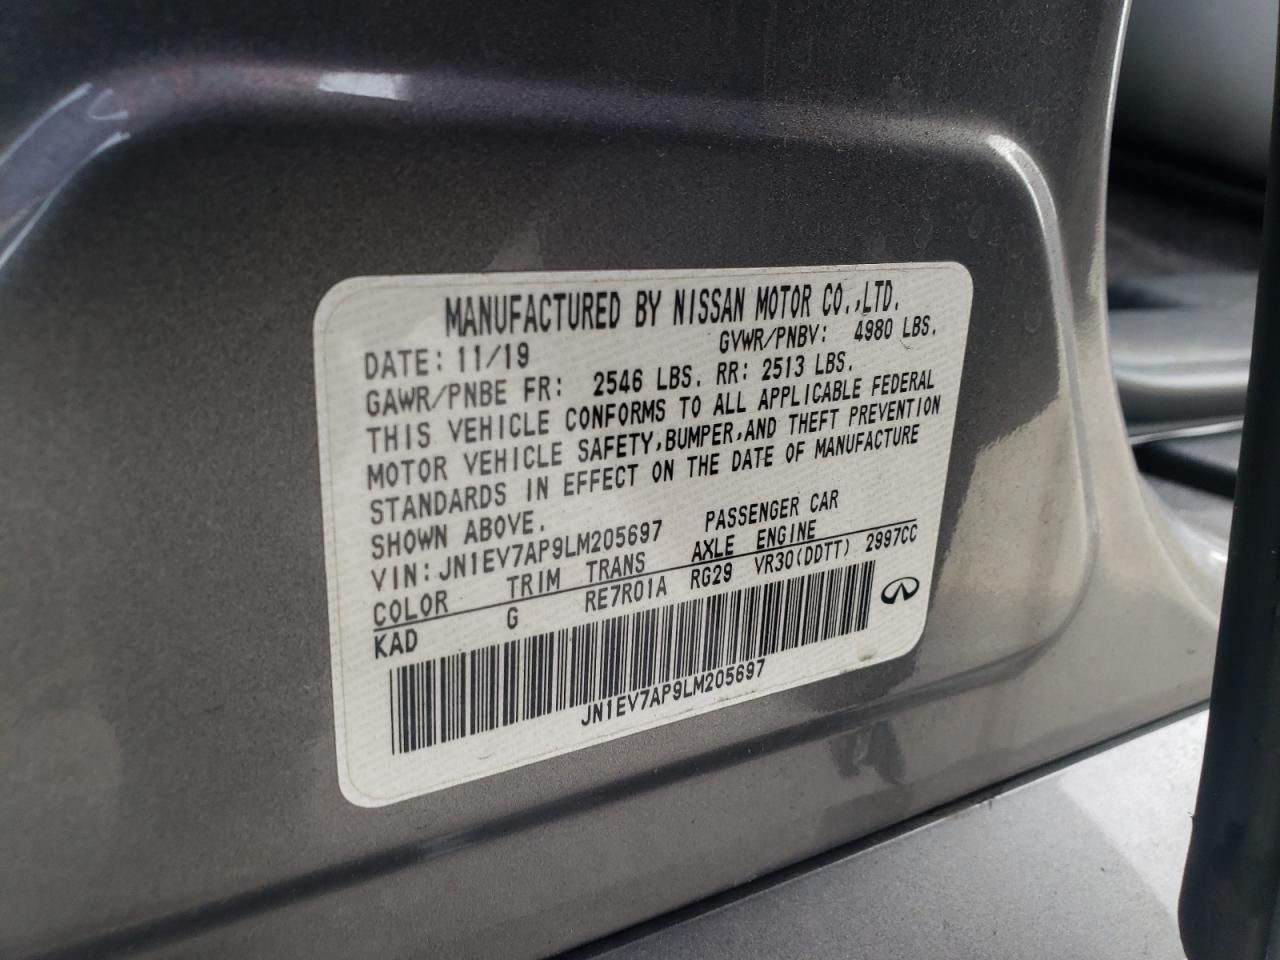 MANUFACTURED BY NISSAN MOTOR CO.,LTD.
DATE: 11/19 GVWR/PNBV: 4980 LBS.
GAWR/PNBE FR: 2546 LBS. RR: 2513 LBS.
THIS VEHICLE CONFORMS TO ALL APPLICABLE FEDERAL
MOTOR VEHICLE SAFETY,BUMPER,AND THEFT PREVENTION
STANDARDS IN EFFECT ON THE DATE OF MANUFACTURE
SHOWN ABOVE.
VIN: JN1EV7AP9LM205697 PASSENGER CAR
COLOR TRIM TRANS AXLE ENGINE
KAD G RE7R01A RG29 VR30(DDTT) 2997CC
JN1EV7AP9LM205697